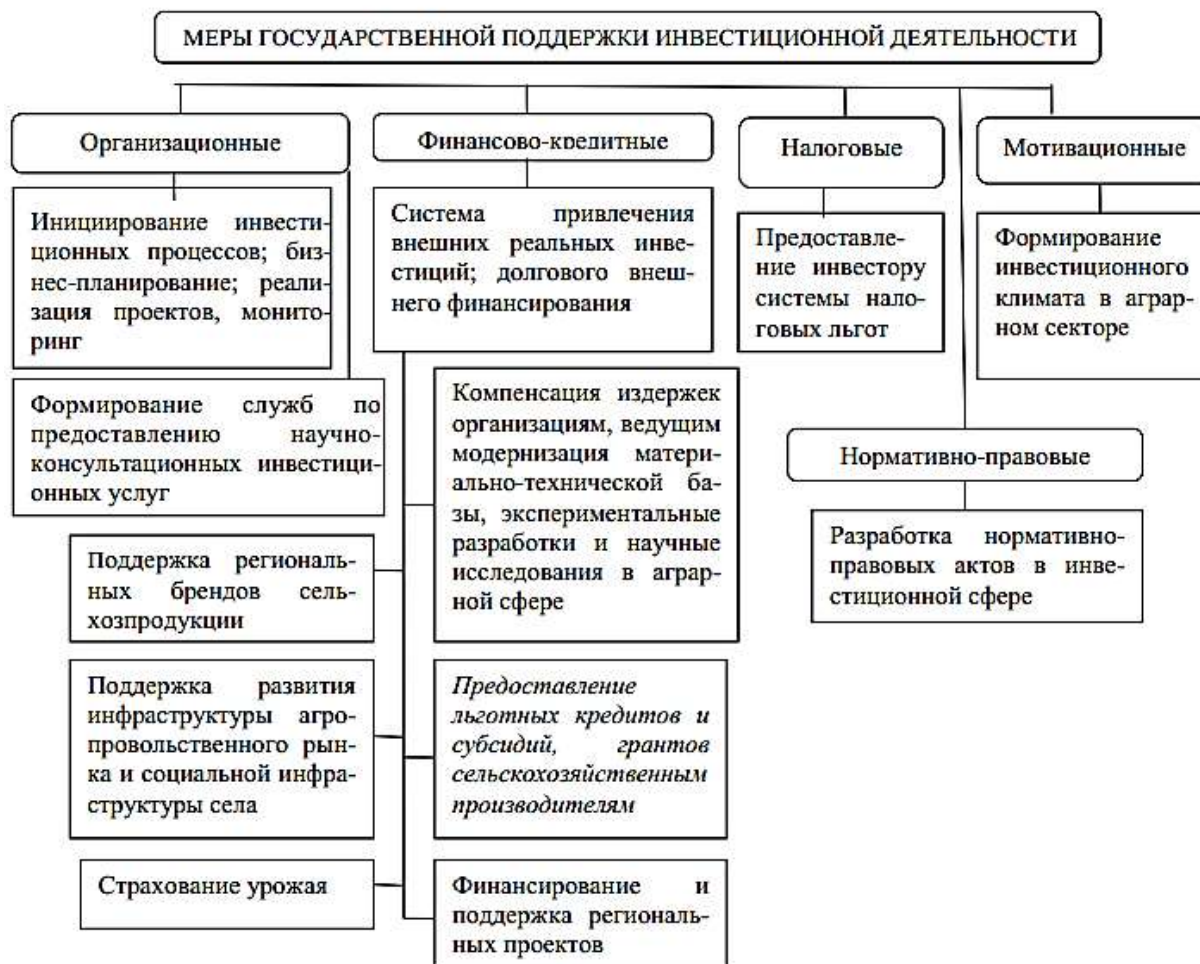 МЕРЫ ГОСУДАРСТВЕННОЙ ПОДДЕРЖКИ ИНВЕСТИЦИОННОЙ ДЕЯТЕЛЬНОСТИ
Организационные
Финансово-кредитные
Налоговые
Мотивационные
Инициирование инвести-
ционных процессов; биз-
нес-планирование; реали-
зация проектов, монито-
ринг
Система привлечения
внешних реальных инве-
стиций; долгового внеш-
него финансирования
Предоставле-
ние инвестору
системы нало-
говых льгот
Формирование
инвестиционного
климата в аграр-
ном секторе
Формирование служб по
предоставлению научно-
консультационных инвестици-
онных услуг
Компенсация издержек
организациям, ведущим
модернизация матери-
ально-технической ба-
зы, экспериментальные
разработки и научные
исследования в аграр-
ной сфере
Нормативно-правовые
Разработка нормативно-
правовых актов в инве-
стиционной сфере
Поддержка региональ-
ных брендов сель-
хозпродукции
Поддержка развития
инфраструктуры агро-
провольственного рын-
ка и социальной инфра-
структуры села
Предоставление
льготных кредитов и
субсидий, грантов
сельскохозяйственным
производителям
Страхование урожая
Финансирование и
поддержка региональ-
ных проектов